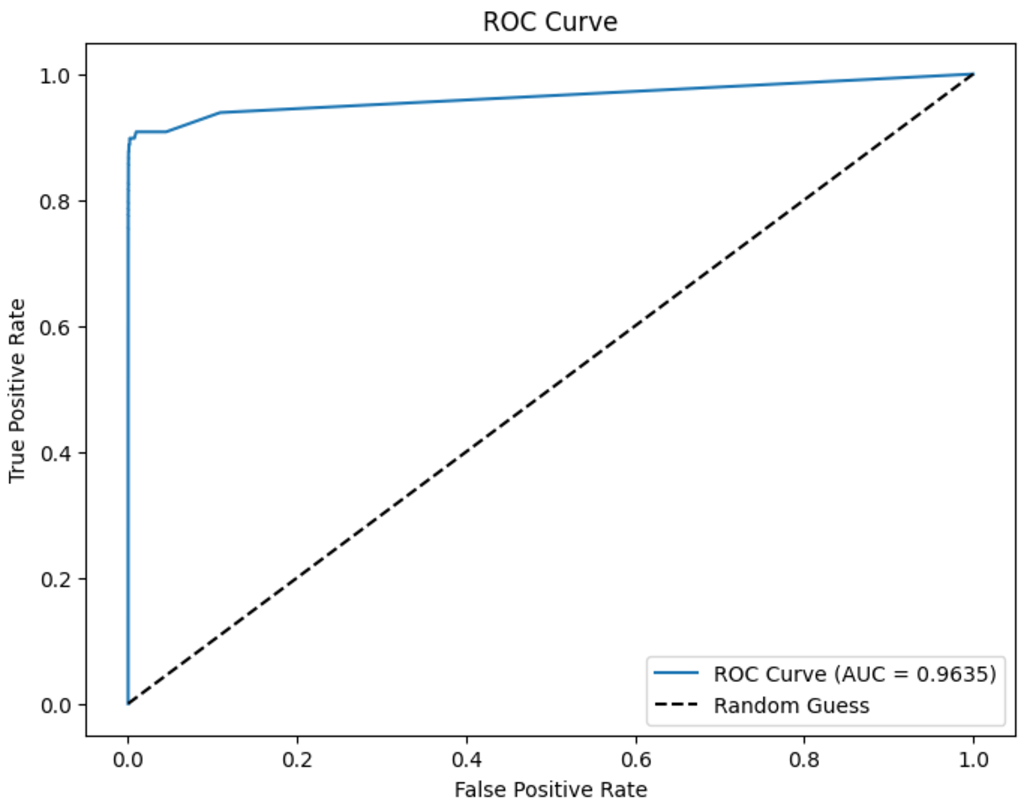 ROC Curve
1.0
0.8
0.6
0.4
0.2
0.0
True Positive Rate
0.0 0.2 0.4 0.6 0.8 1.0
False Positive Rate
ROC Curve (AUC = 0.9635)
Random Guess